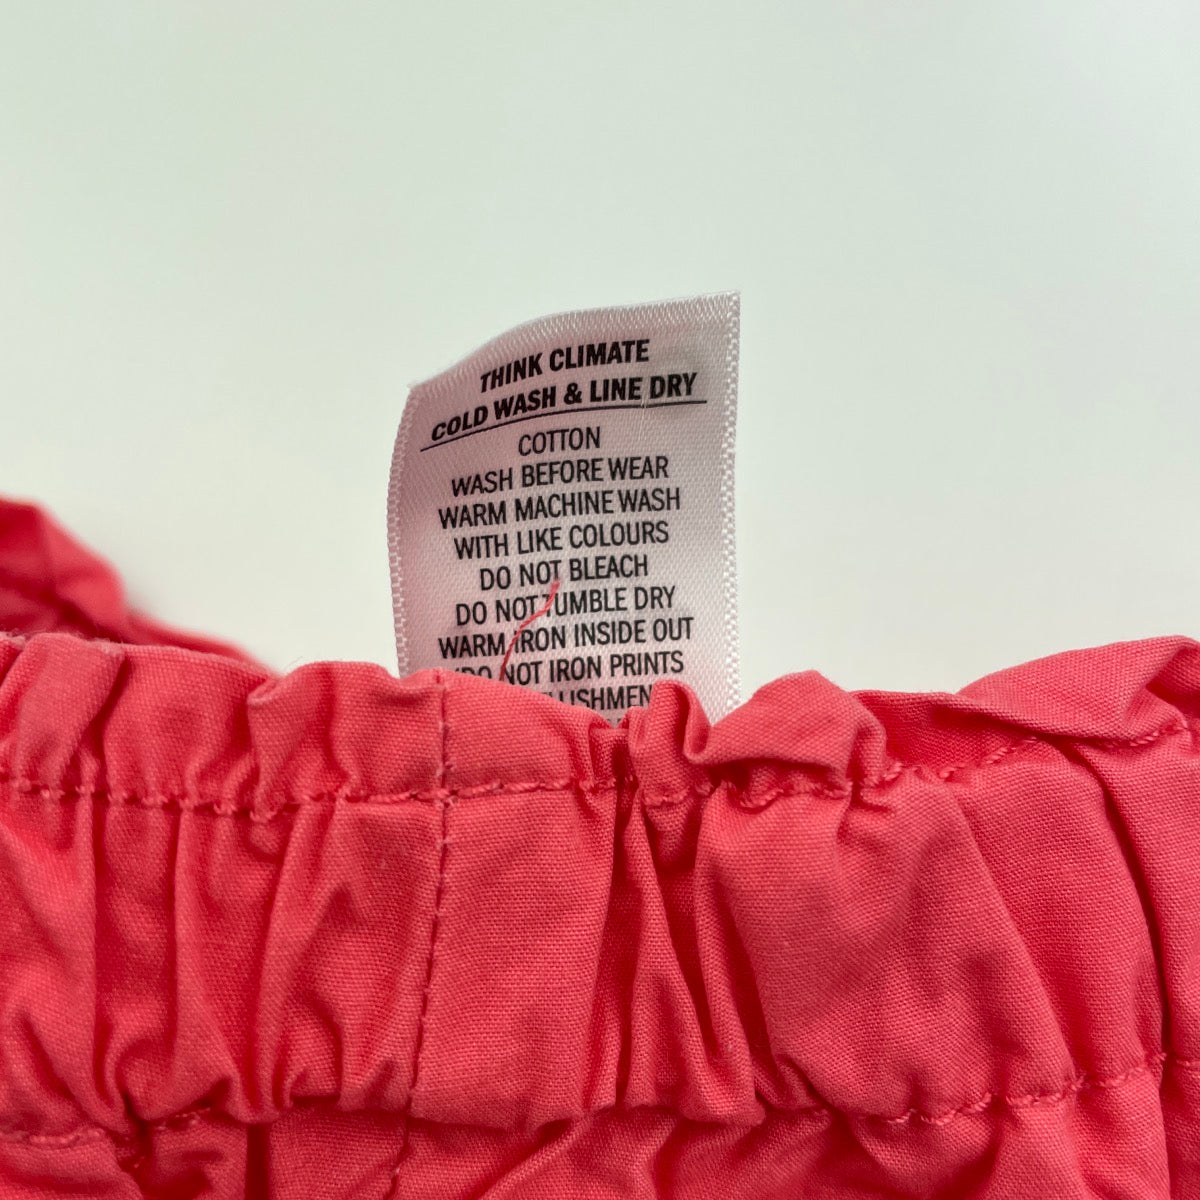 THINK CLIMATE
COLD WASH & LINE DRY
COTTON
WASH BEFORE WEAR
WARM MACHINE WASH
WITH LIKE COLOURS
DO NOT BLEACH
DO NOT TUMBLE DRY
WARM IRON INSIDE OUT
NOT IRON PRINTS